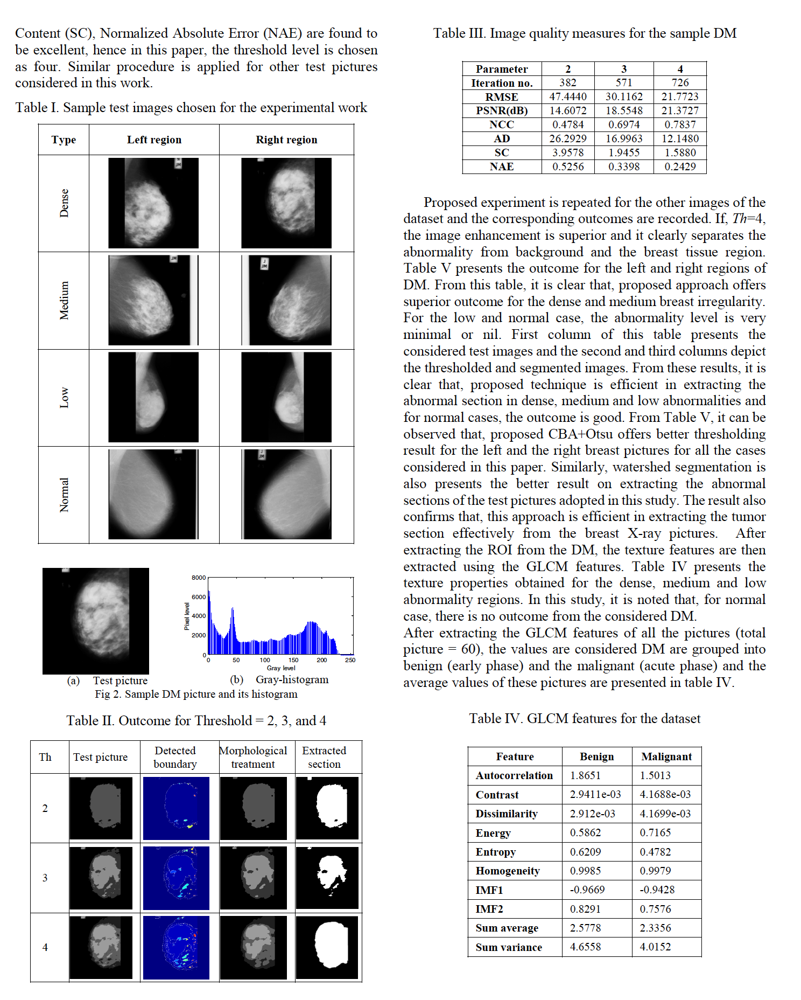 Content (SC), Normalized Absolute Error (NAE) are found to
be excellent, hence in this paper, the threshold level is chosen
as four. Similar procedure is applied for other test pictures
considered in this work.
Table I. Sample test images chosen for the experimental work
Type Left region Right region
Dense
JM
Medium
JM
J
JM
Low
Normal
J
JM
8000
6000
4000
2000
0
Pixel level
0 50 100 150 200 250
Gray level
(a) Test picture (b) Gray-histogram
Fig 2. Sample DM picture and its histogram
Table II. Outcome for Threshold = 2, 3, and 4
Th Test picture Detected boundary Morphological treatment Extracted section
2
3
4
Table III. Image quality measures for the sample DM
Parameter 2 3 4
Iteration no. 382 571 726
RMSE 47.4440 30.1162 21.7723
PSNR(dB) 14.6072 18.5548 21.3727
NCC 0.4784 0.6974 0.7837
AD 26.2929 16.9963 12.1480
SC 3.9578 1.9455 1.5880
NAE 0.5256 0.3398 0.2429
Proposed experiment is repeated for the other images of the
dataset and the corresponding outcomes are recorded. If, Th=4,
the image enhancement is superior and it clearly separates the
abnormality from background and the breast tissue region.
Table V presents the outcome for the left and right regions of
DM. From this table, it is clear that, proposed approach offers
superior outcome for the dense and medium breast irregularity.
For the low and normal case, the abnormality level is very
minimal or nil. First column of this table presents the
considered test images and the second and third columns depict
the thresholded and segmented images. From these results, it is
clear that, proposed technique is efficient in extracting the
abnormal section in dense, medium and low abnormalities and
for normal cases, the outcome is good. From Table V, it can be
observed that, proposed CBA+Otsu offers better thresholding
result for the left and the right breast pictures for all the cases
considered in this paper. Similarly, watershed segmentation is
also presents the better result on extracting the abnormal
sections of the test pictures adopted in this study. The result also
confirms that, this approach is efficient in extracting the tumor
section effectively from the breast X-ray pictures. After
extracting the ROI from the DM, the texture features are then
extracted using the GLCM features. Table IV presents the
texture properties obtained for the dense, medium and low
abnormality regions. In this study, it is noted that, for normal
case, there is no outcome from the considered DM.
After extracting the GLCM features of all the pictures (total
picture = 60), the values are considered DM are grouped into
benign (early phase) and the malignant (acute phase) and the
average values of these pictures are presented in table IV.
Table IV. GLCM features for the dataset
Feature Benign Malignant
Autocorrelation 1.8651 1.5013
Contrast 2.9411e-03 4.1688e-03
Dissimilarity 2.912e-03 4.1699e-03
Energy 0.5862 0.7165
Entropy 0.6209 0.4782
Homogeneity 0.9985 0.9979
IMF1 -0.9669 -0.9428
IMF2 0.8291 0.7576
Sum average 2.5778 2.3356
Sum variance 4.6558 4.0152